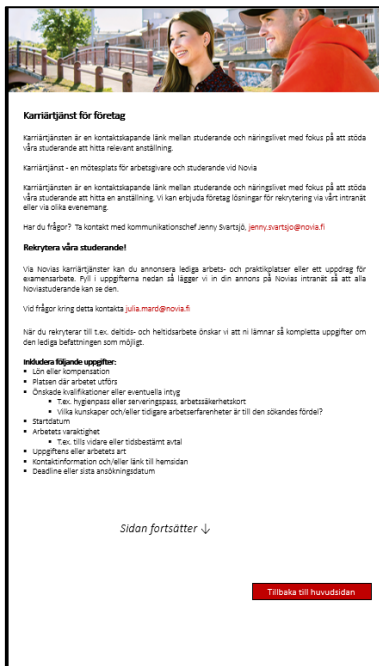 Karriärtjänst för företag
Karriärtjänsten är en kontaktskapande länk mellan studerande och näringslivet med fokus på att stöda
våra studerande att hitta relevant anställning.
Karriärtjänst - en mötesplats för arbetsgivare och studerande vid Novia
Karriärtjänsten är en kontaktskapande länk mellan studerande och näringslivet med fokus på att stöda
våra studerande att hitta en anställning. Vi kan erbjuda företag lösningar för rekrytering via vårt intranät
eller via olika evenemang.
Har du frågor? Ta kontakt med kommunikationschef Jenny Svartsjö, jenny.svartsjo@novia.fi
Rekrytera våra studerande!
Via Novias karriärtjänster kan du annonsera lediga arbets- och praktikplatser eller ett uppdrag för
examensarbete. Fyll i uppgifterna nedan så lägger vi in din annons på Novias intranät så att alla
Noviastuderande kan se den.
Vid frågor kring detta kontakta julia.mard@novia.fi
När du rekryterar till t.ex. deltids- och heltidsarbete önskar vi att ni lämnar så kompletta uppgifter om
den lediga befattningen som möjligt.
Inkludera följande uppgifter:
▪ Lön eller kompensation
▪ Platsen där arbetet utförs
▪ Önskade kvalifikationer eller eventuella intyg
▪ T.ex. hygienpass eller serveringspass, arbetssäkerhetskort
▪ Vilka kunskaper och/eller tidigare arbetserfarenheter är till den sökandes fördel?
▪ Startdatum
▪ Arbetets varaktighet
▪ T.ex. tills vidare eller tidsbestämt avtal
▪ Uppgiftens eller arbetets art
▪ Kontaktinformation och/eller länk till hemsidan
▪ Deadline eller sista ansökningsdatum
Sidan fortsätter ↓
Tillbaka till huvudsidan